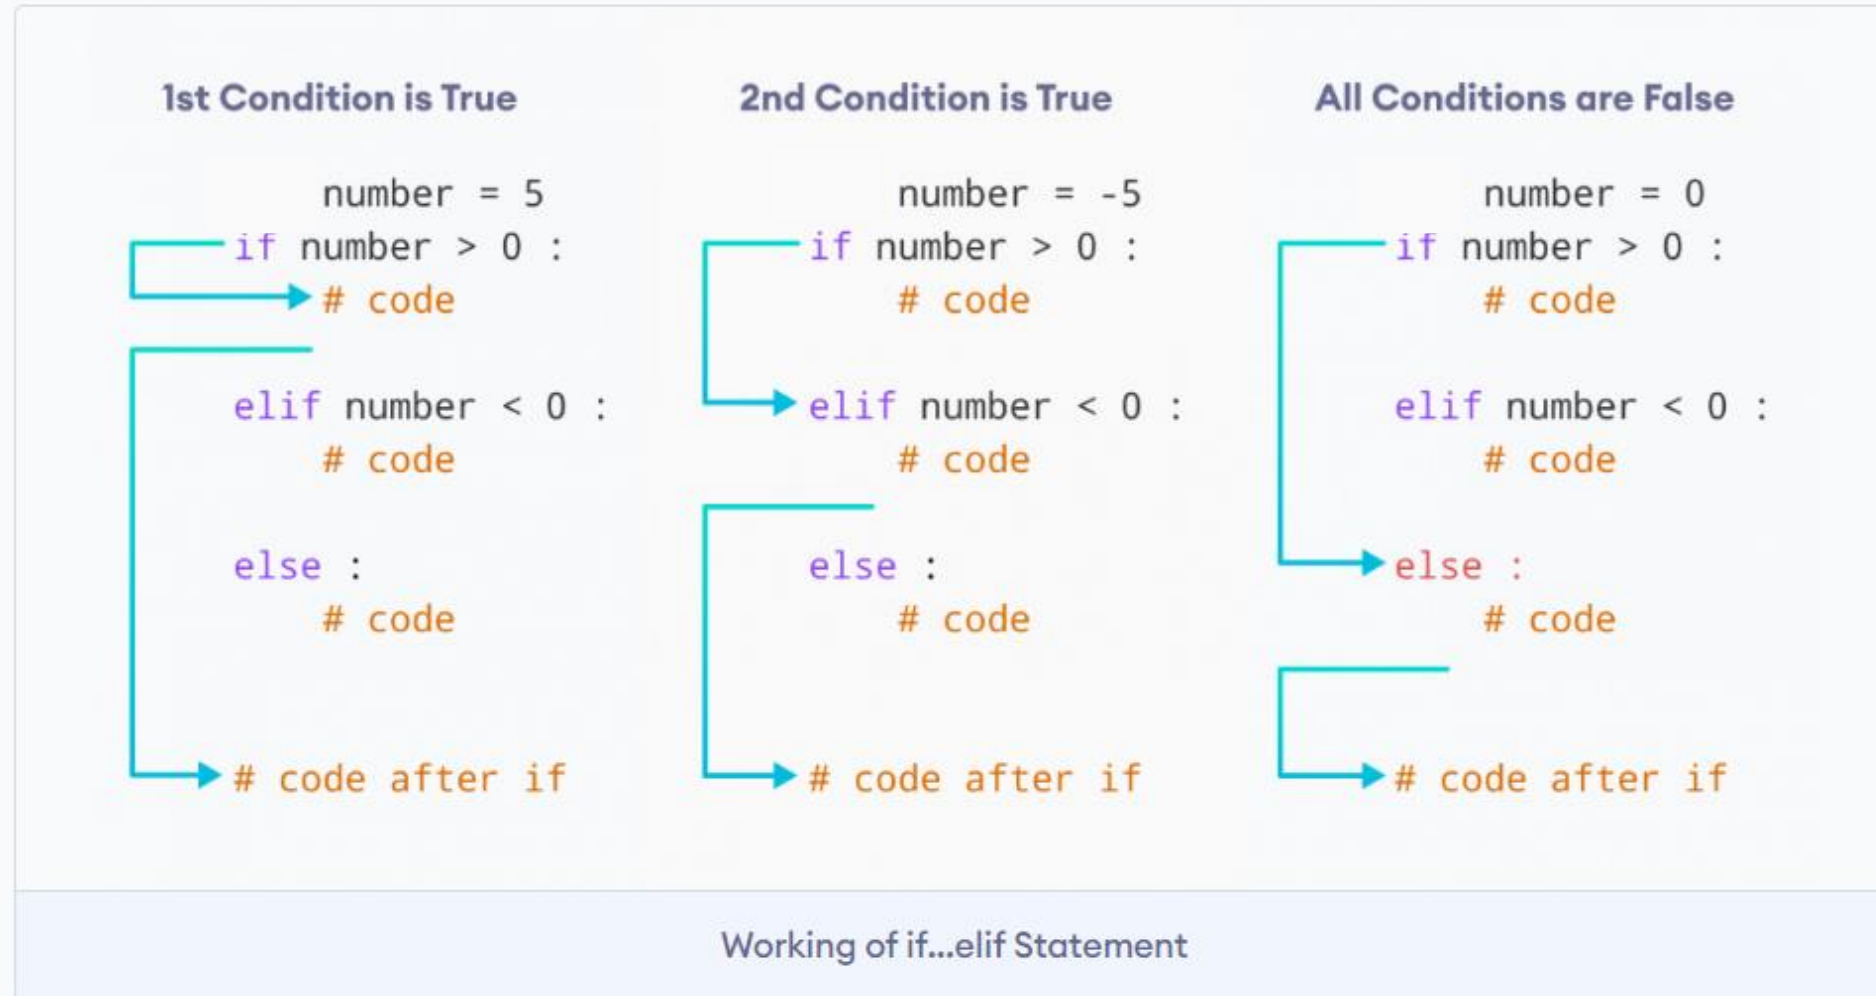 1st Condition is True
number = 5
if number > 0 :
# code
elif number < 0 :
# code
else :
# code
# code after if
2nd Condition is True
number = -5
if number > 0 :
# code
elif number < 0 :
# code
else :
# code
# code after if
All Conditions are False
number = 0
if number > 0 :
# code
elif number < 0 :
# code
else :
# code
# code after if
Working of if...elif Statement